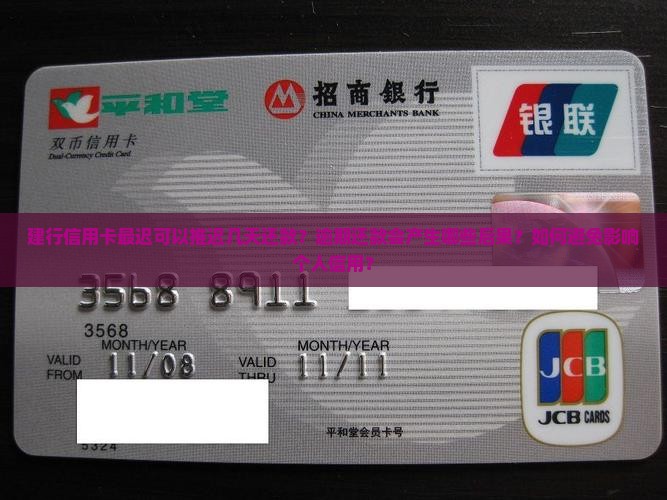 平和堂
双币信用卡
Dual-Currency Credit Card
招商银行
CHINA MERCHANTS BANK
银联
建行信用卡最迟可以推迟几天还款?逾期还款会产生哪些后果?如何避免影响
个人信用?
3568 8911
3568
MONTH/YEAR MONTH/YEAR
VALID FROM 11/08 VALID THRU 11/11
JCB
JCB CARDS
平和堂会员卡号
5324